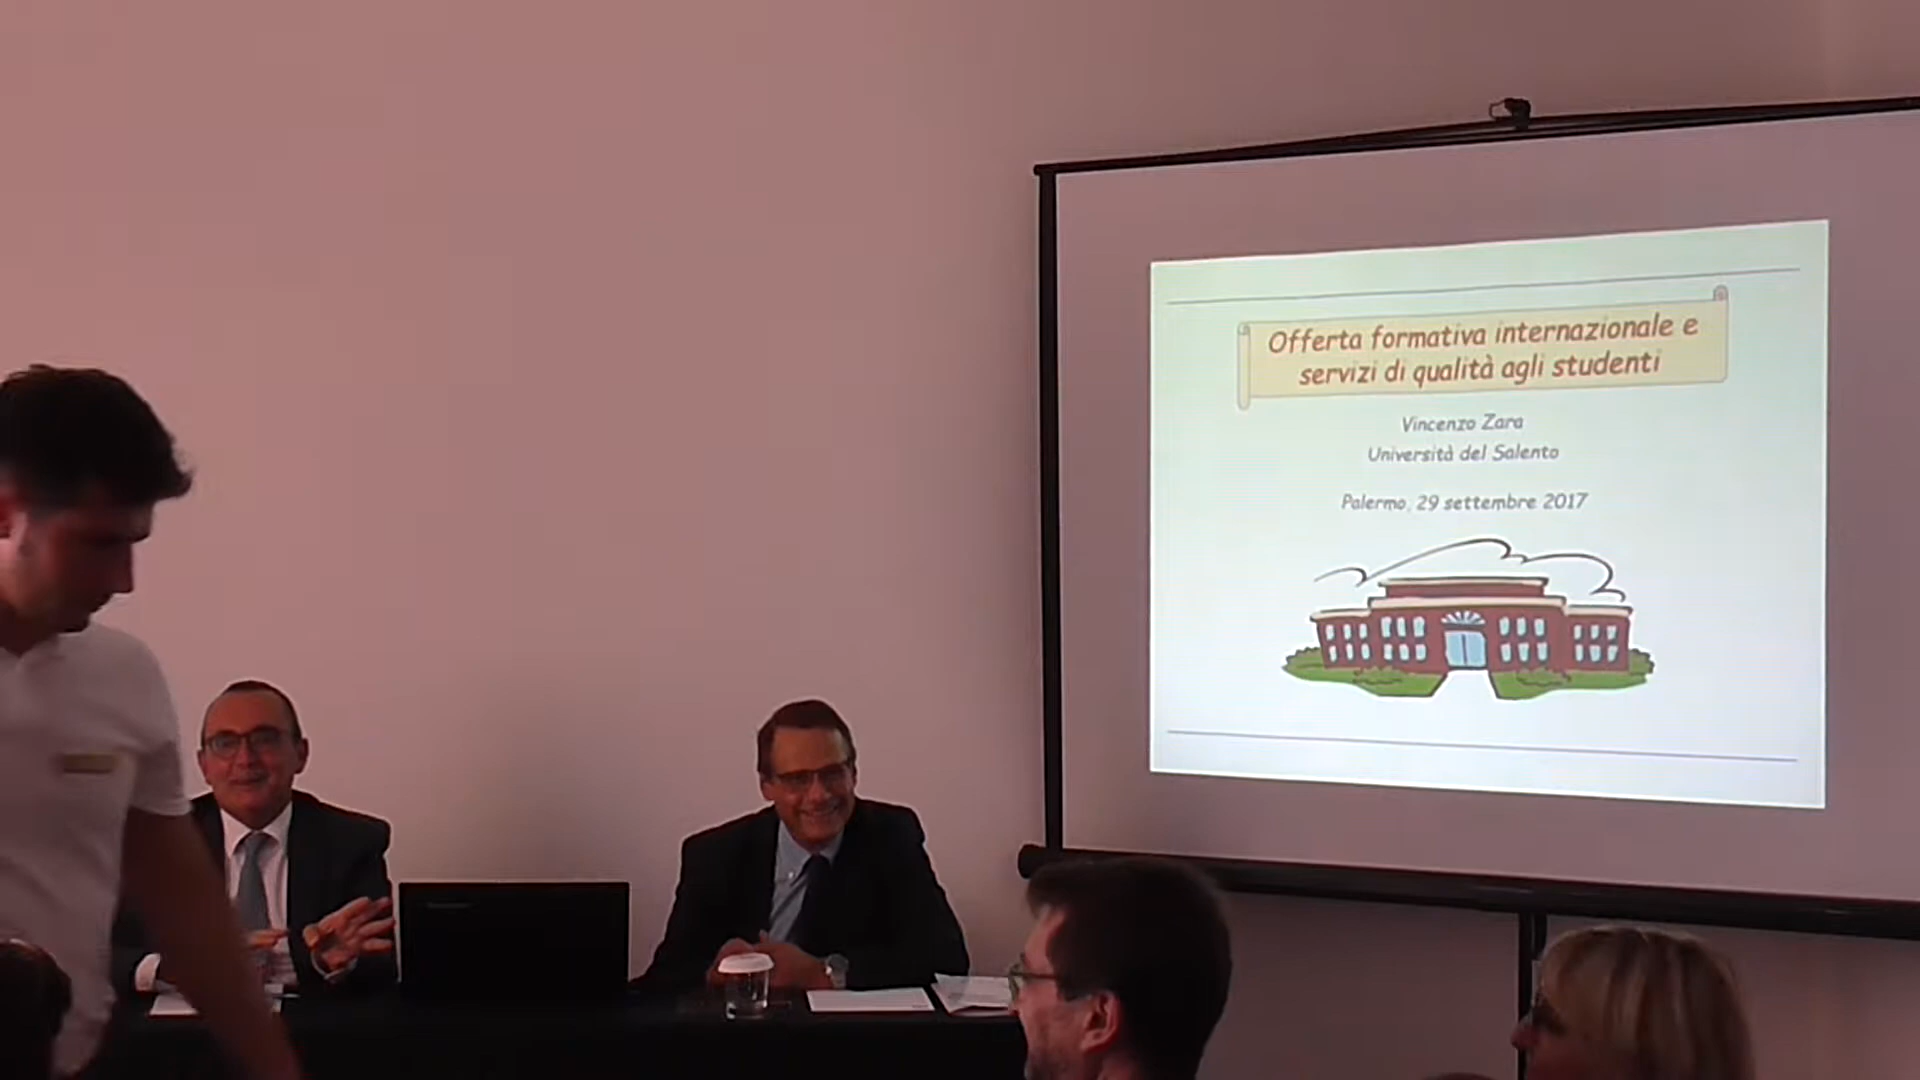 Offerta formativa internazionale e
servizi di qualità agli studenti
Vincenzo Zara
Università del Salento
Palermo, 29 settembre 2017